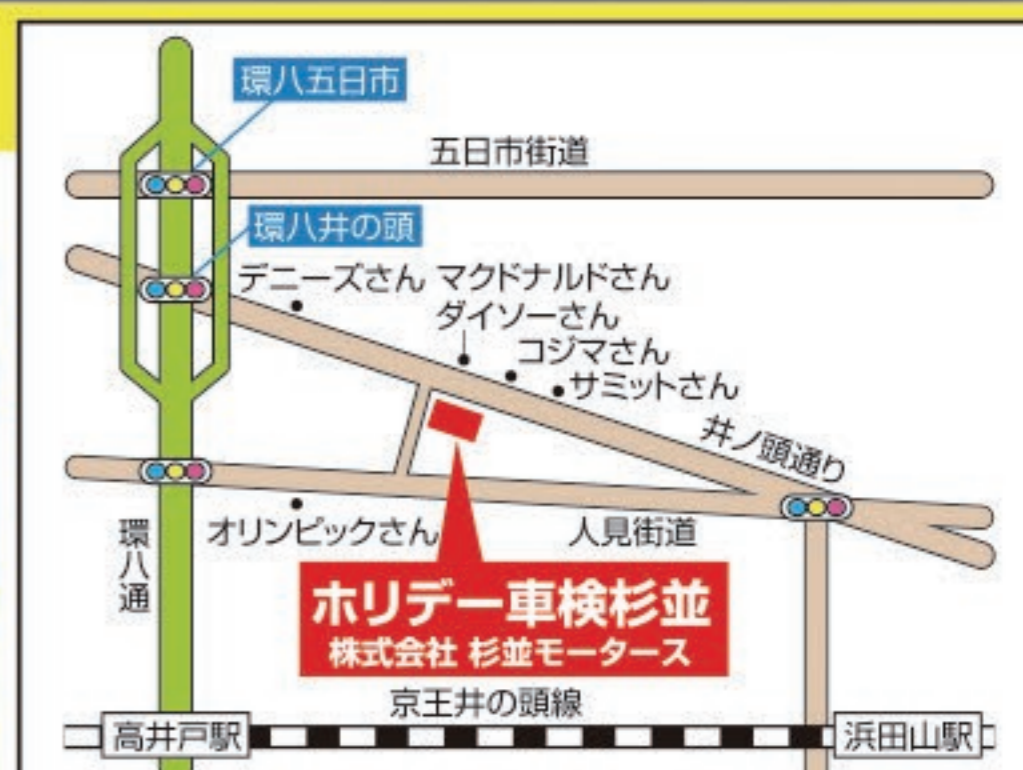 環八五日市
五日市街道
環八井の頭
デニーズさん
マクドナルドさん
ダイソーさん
コジマさん
サミットさん
井ノ頭通り
オリンピックさん
人見街道
環八通
ホリデー車検杉並
株式会社 杉並モータース
京王井の頭線
高井戸駅
浜田山駅